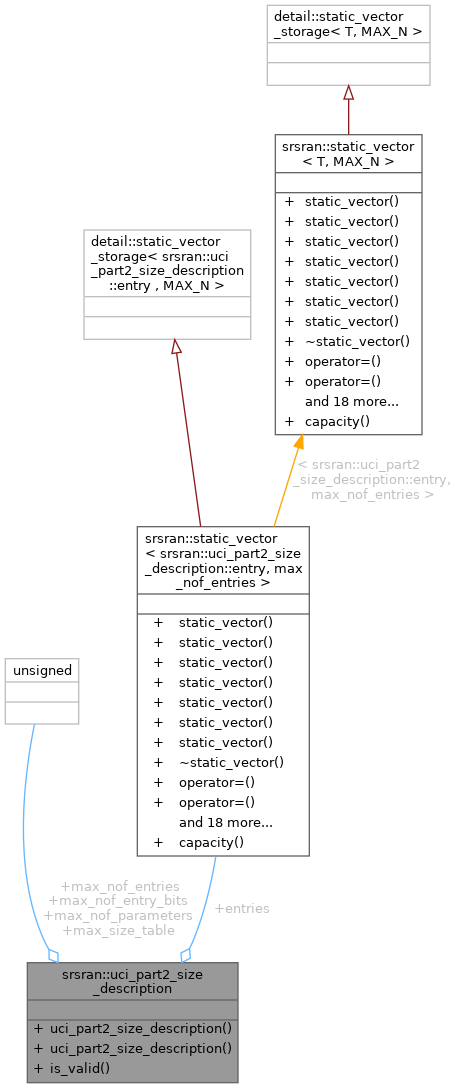 detail::static_vector
_storage< T, MAX_N >
srsran::static_vector
< T, MAX_N >
+ static_vector()
+ static_vector()
+ static_vector()
+ static_vector()
+ static_vector()
+ static_vector()
+ static_vector()
+ ~static_vector()
+ operator=()
+ operator=()
and 18 more...
+ capacity()
detail::static_vector
_storage< srsran::uci
_part2_size_description
::entry , MAX_N >
< srsran::uci_part2
_size_description::entry,
max_nof_entries >
srsran::static_vector
< srsran::uci_part2_size
_description::entry, max
_nof_entries >
+ static_vector()
+ static_vector()
+ static_vector()
+ static_vector()
+ static_vector()
+ static_vector()
+ static_vector()
+ ~static_vector()
+ operator=()
+ operator=()
and 18 more...
+ capacity()
unsigned
+max_nof_entries
+max_nof_entry_bits
+max_nof_parameters
+max_size_table
+entries
srsran::uci_part2_size
_description
+ uci_part2_size_description()
+ uci_part2_size_description()
+ is_valid()